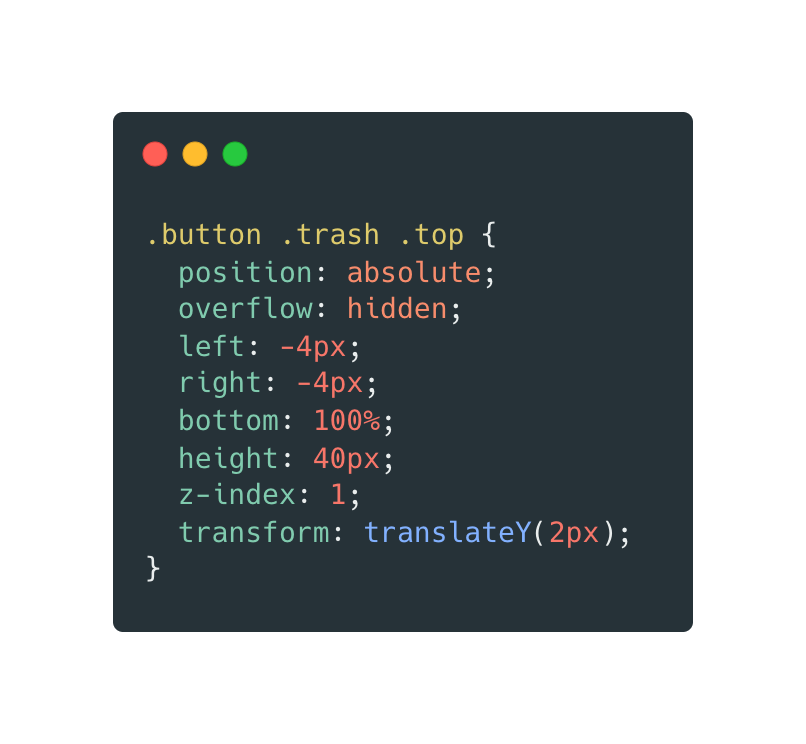 .button .trash .top {
  position: absolute;
  overflow: hidden;
  left: -4px;
  right: -4px;
  bottom: 100%;
  height: 40px;
  z-index: 1;
  transform: translateY(2px);
}